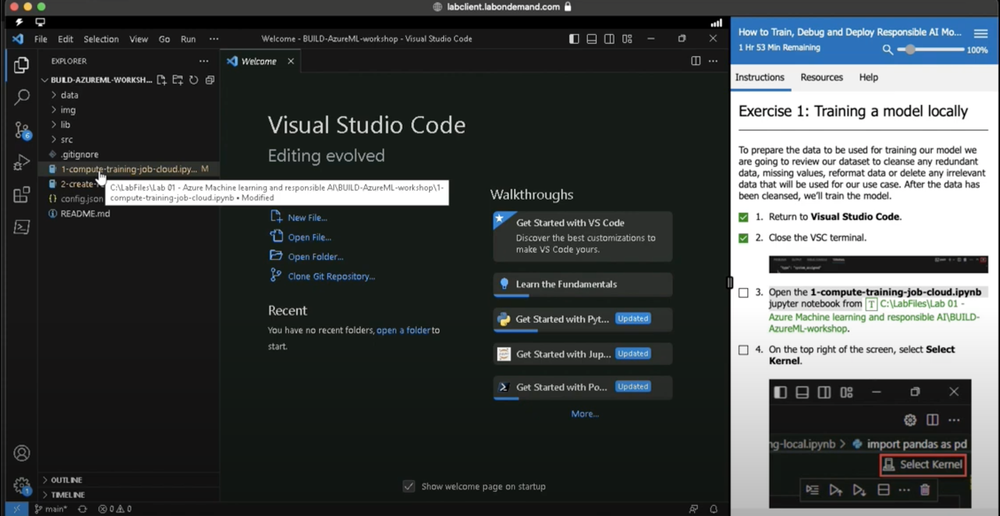 labclient.labondemand.com
File Edit Selection View Go Run ···
Welcome - BUILD-AzureML-workshop - Visual Studio Code
EXPLORER
BUILD-AZUREML-WORKSH...
data
img
lib
src
.gitignore
1-compute-training-job-cloud.ipy... M
2-create-
config.json
README.md
C:\LabFiles\Lab 01 - Azure Machine learning and responsible AI\BUILD-AzureML-workshop\1-
compute-training-job-cloud.ipynb • Modified
6
1
OUTLINE
TIMELINE
main*
0 0
Welcome
Visual Studio Code
Editing evolved
New File...
Open File...
Open Folder...
Clone Git Repository...
Recent
You have no recent folders, open a folder to
start.
Walkthroughs
Get Started with VS Code
Discover the best customizations to
make VS Code yours.
Learn the Fundamentals
Get Started with Pyt... Updated
Get Started with Jup... Updated
Get Started with Po... Updated
More...
Show welcome page on startup
How to Train, Debug and Deploy Responsible AI Mo...
1 Hr 53 Min Remaining
100%
Instructions Resources Help
Exercise 1: Training a model locally
To prepare the data to be used for training our model we
are going to review our dataset to cleanse any redundant
data, missing values, reformat data or delete any irrelevant
data that will be used for our use case. After the data has
been cleansed, we'll train the model.
1. Return to Visual Studio Code.
2. Close the VSC terminal.
3. Open the 1-compute-training-job-cloud.ipynb
jupyter notebook from T C:\LabFiles\Lab 01 -
Azure Machine learning and responsible AI\BUILD-
AzureML-workshop.
4. On the top right of the screen, select Select
Kernel.
ng-local.ipynb > import pandas as pd
Select Kernel